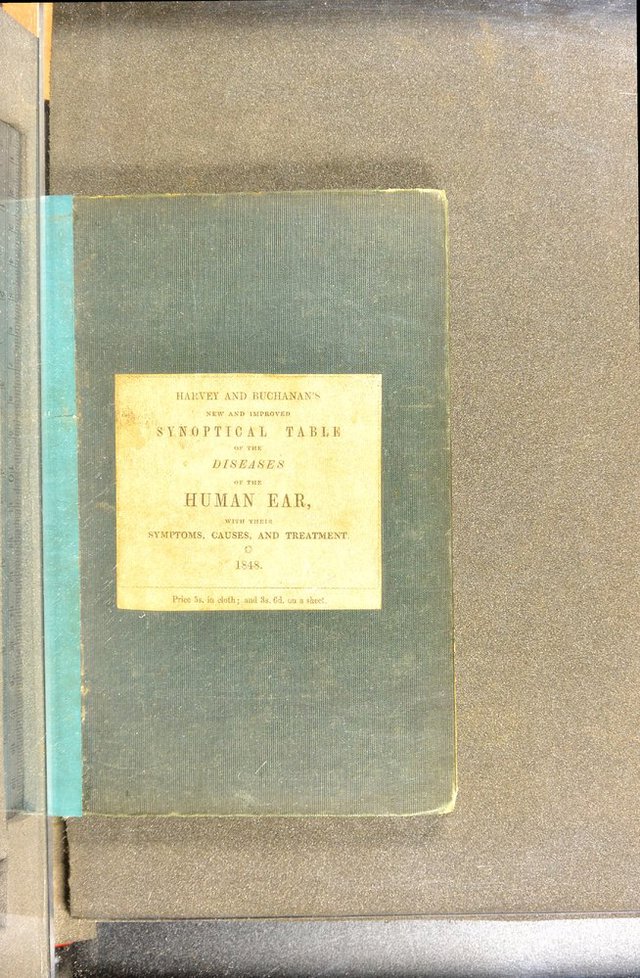 HARVEY AND BUCHANAN'S
NEW AND IMPROVED
SYNOPTICAL TABLE
OF THE
DISEASES
OF THE
HUMAN EAR,
WITH THEIR
SYMPTOMS, CAUSES, AND TREATMENT.
1848.
Price 5s. in cloth; and 3s. 6d. on a sheet.